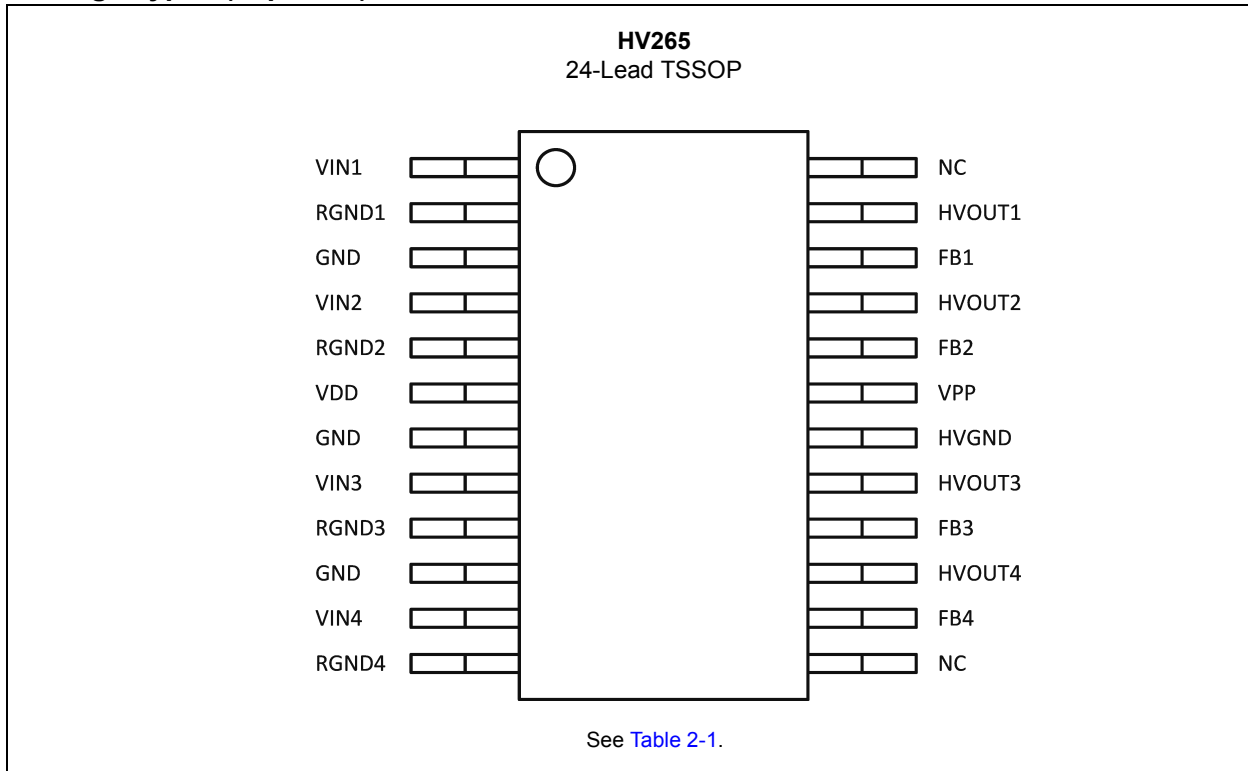 HV265
24-Lead TSSOP
VIN1
RGND1
GND
VIN2
RGND2
VDD
GND
VIN3
RGND3
GND
VIN4
RGND4
NC
HVOUT1
FB1
HVOUT2
FB2
VPP
HVGND
HVOUT3
FB3
HVOUT4
FB4
NC
See Table 2-1.